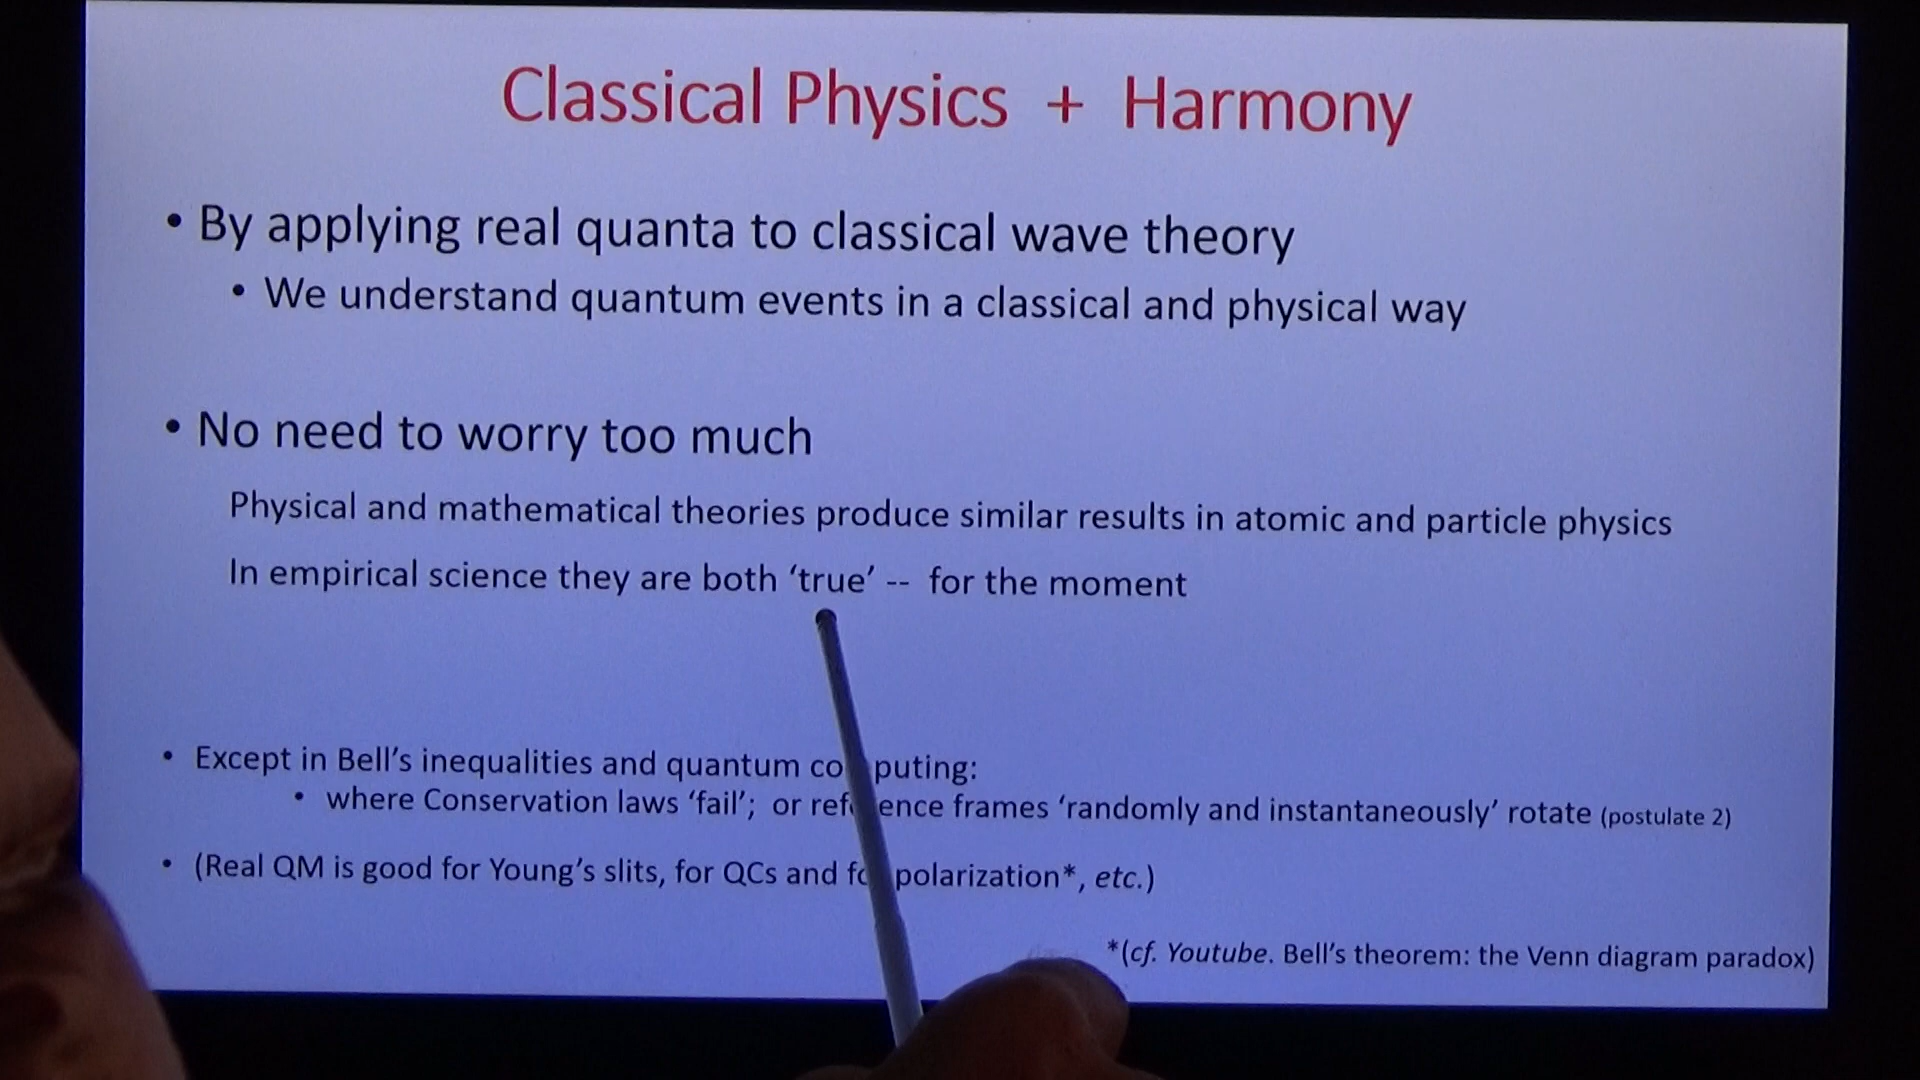 Classical Physics + Harmony
• By applying real quanta to classical wave theory
• We understand quantum events in a classical and physical way
• No need to worry too much
Physical and mathematical theories produce similar results in atomic and particle physics
In empirical science they are both ‘true’ -- for the moment
• Except in Bell’s inequalities and quantum computing:
• where Conservation laws ‘fail’; or reference frames ‘randomly and instantaneously’ rotate (postulate 2)
• (Real QM is good for Young’s slits, for QCs and for polarization*, etc.)
*(cf. Youtube. Bell’s theorem: the Venn diagram paradox)